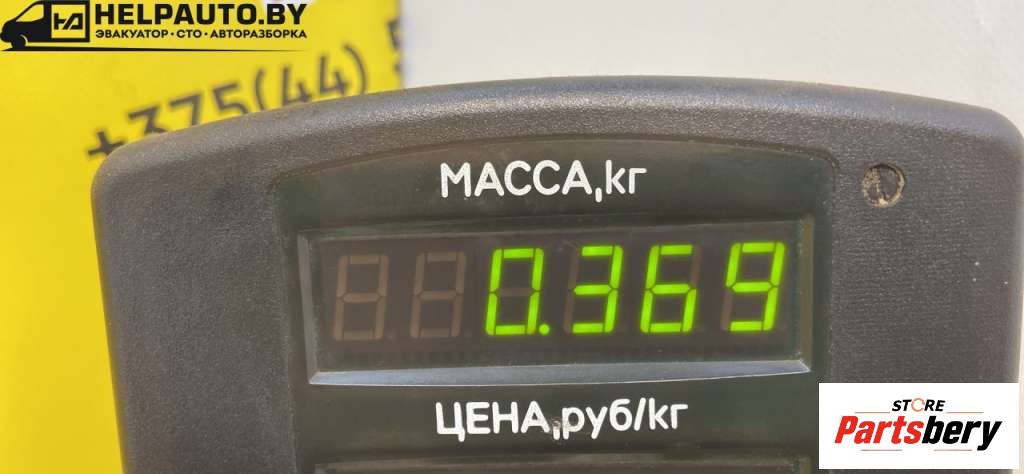 HELPAUTO.BY
ЭВАКУАТОР • СТО • АВТОРАЗБОРКА
+375(44)
МАССА,кг
0.369
ЦЕНА,руб/кг
STORE
Partsbery